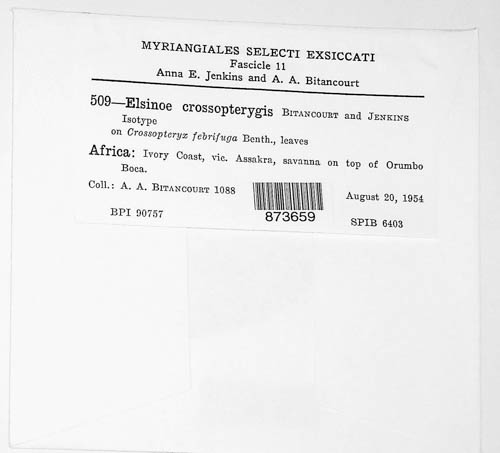 MYRIANGIALES SELECTI EXSICCATI
Fascicle 11
Anna E. Jenkins and A. A. Bitancourt
509—Elsinoe crossopterygis BITANCOURT and JENKINS
Isotype
on Crossopteryx febrifuga Benth., leaves
Africa: Ivory Coast, vic. Assakra, savanna on top of Orumbo
Boca.
Coll.: A. A. BITANCOURT 1088
August 20, 1954
873659
BPI 90757
SPIB 6403